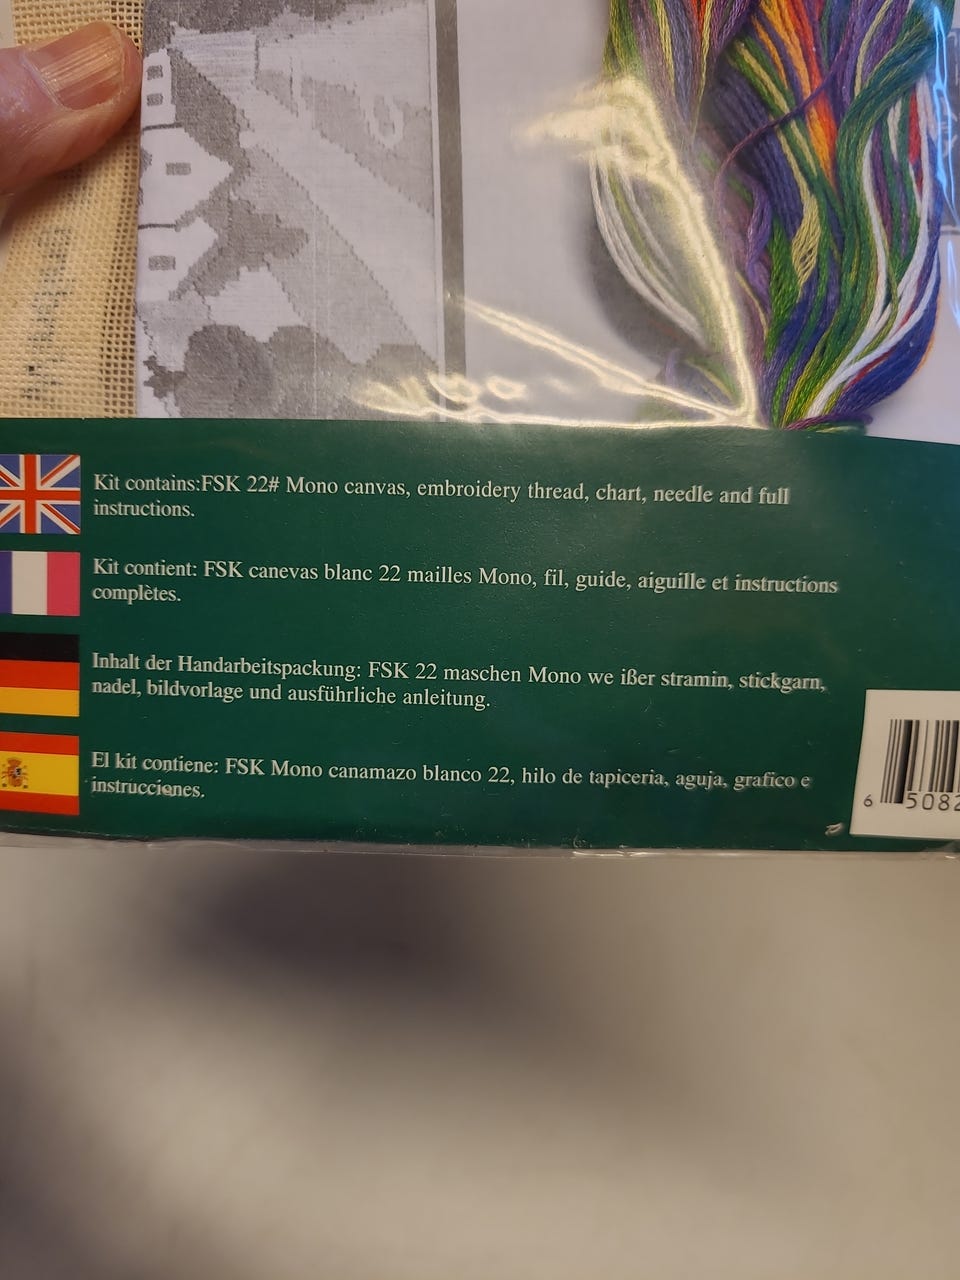 Kit contains:FSK 22# Mono canvas, embroidery thread, chart, needle and full
instructions.
Kit contient: FSK canevas blanc 22 mailles Mono, fil, guide, aiguille et instructions
complètes.
Inhalt der Handarbeitspackung: FSK 22 maschen Mono we ißer stramin, stickgarn,
nadel, bildvorlage und ausführliche anleitung.
El kit contiene: FSK Mono canamazo blanco 22, hilo de tapiceria, aguja, grafico e
instrucciones.
6 5082